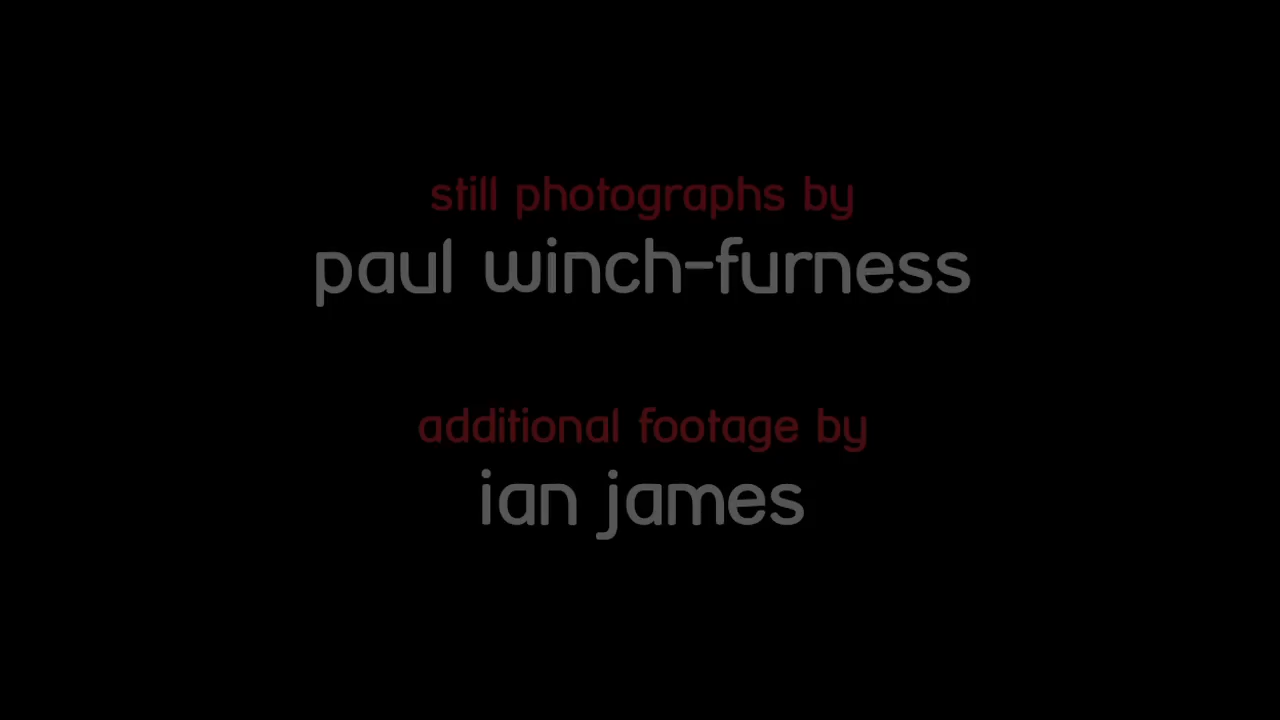 still photographs by
paul winch-furness
additional footage by
ian james